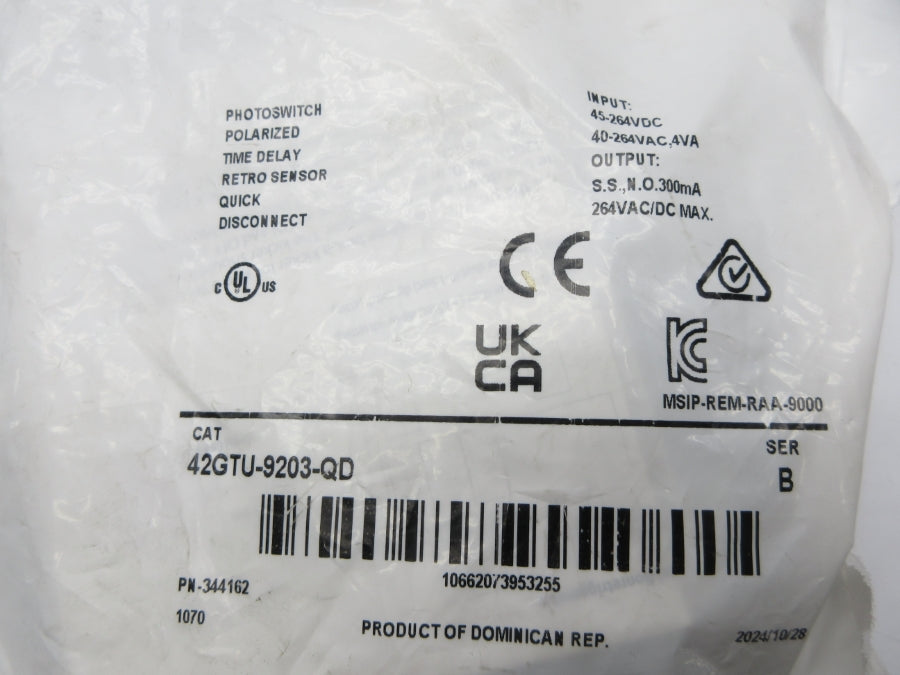 PHOTOSWITCH
POLARIZED
TIME DELAY
RETRO SENSOR
QUICK
DISCONNECT
INPUT:
45-264VDC
40-264VAC,4VA
OUTPUT:
S.S.,N.O.300mA
264VAC/DC MAX.
C UL US
CE
UK
CA
KC
MSIP-REM-RAA-9000
CAT
42GTU-9203-QD
SER
B
10662073953255
PN-344162
1070
PRODUCT OF DOMINICAN REP.
2024/10/28